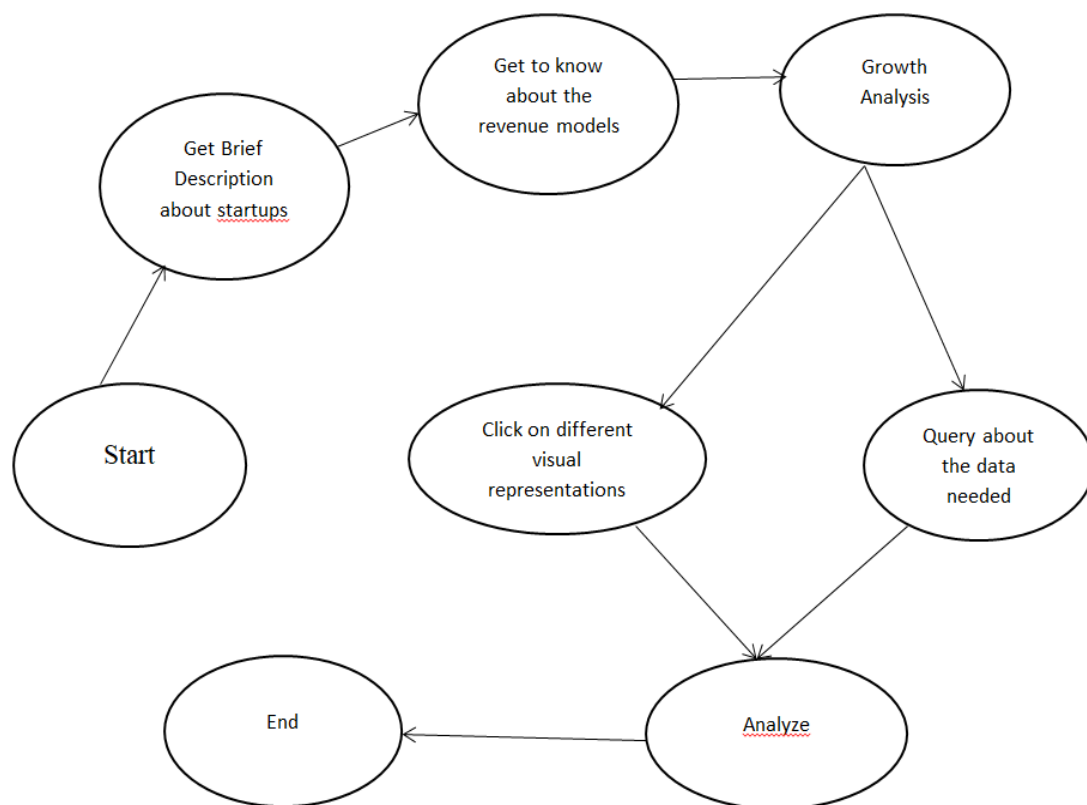 Start
Get Brief
Description
about startups
Get to know
about the
revenue models
Growth
Analysis
Click on different
visual
representations
Query about
the data
needed
Analyze
End